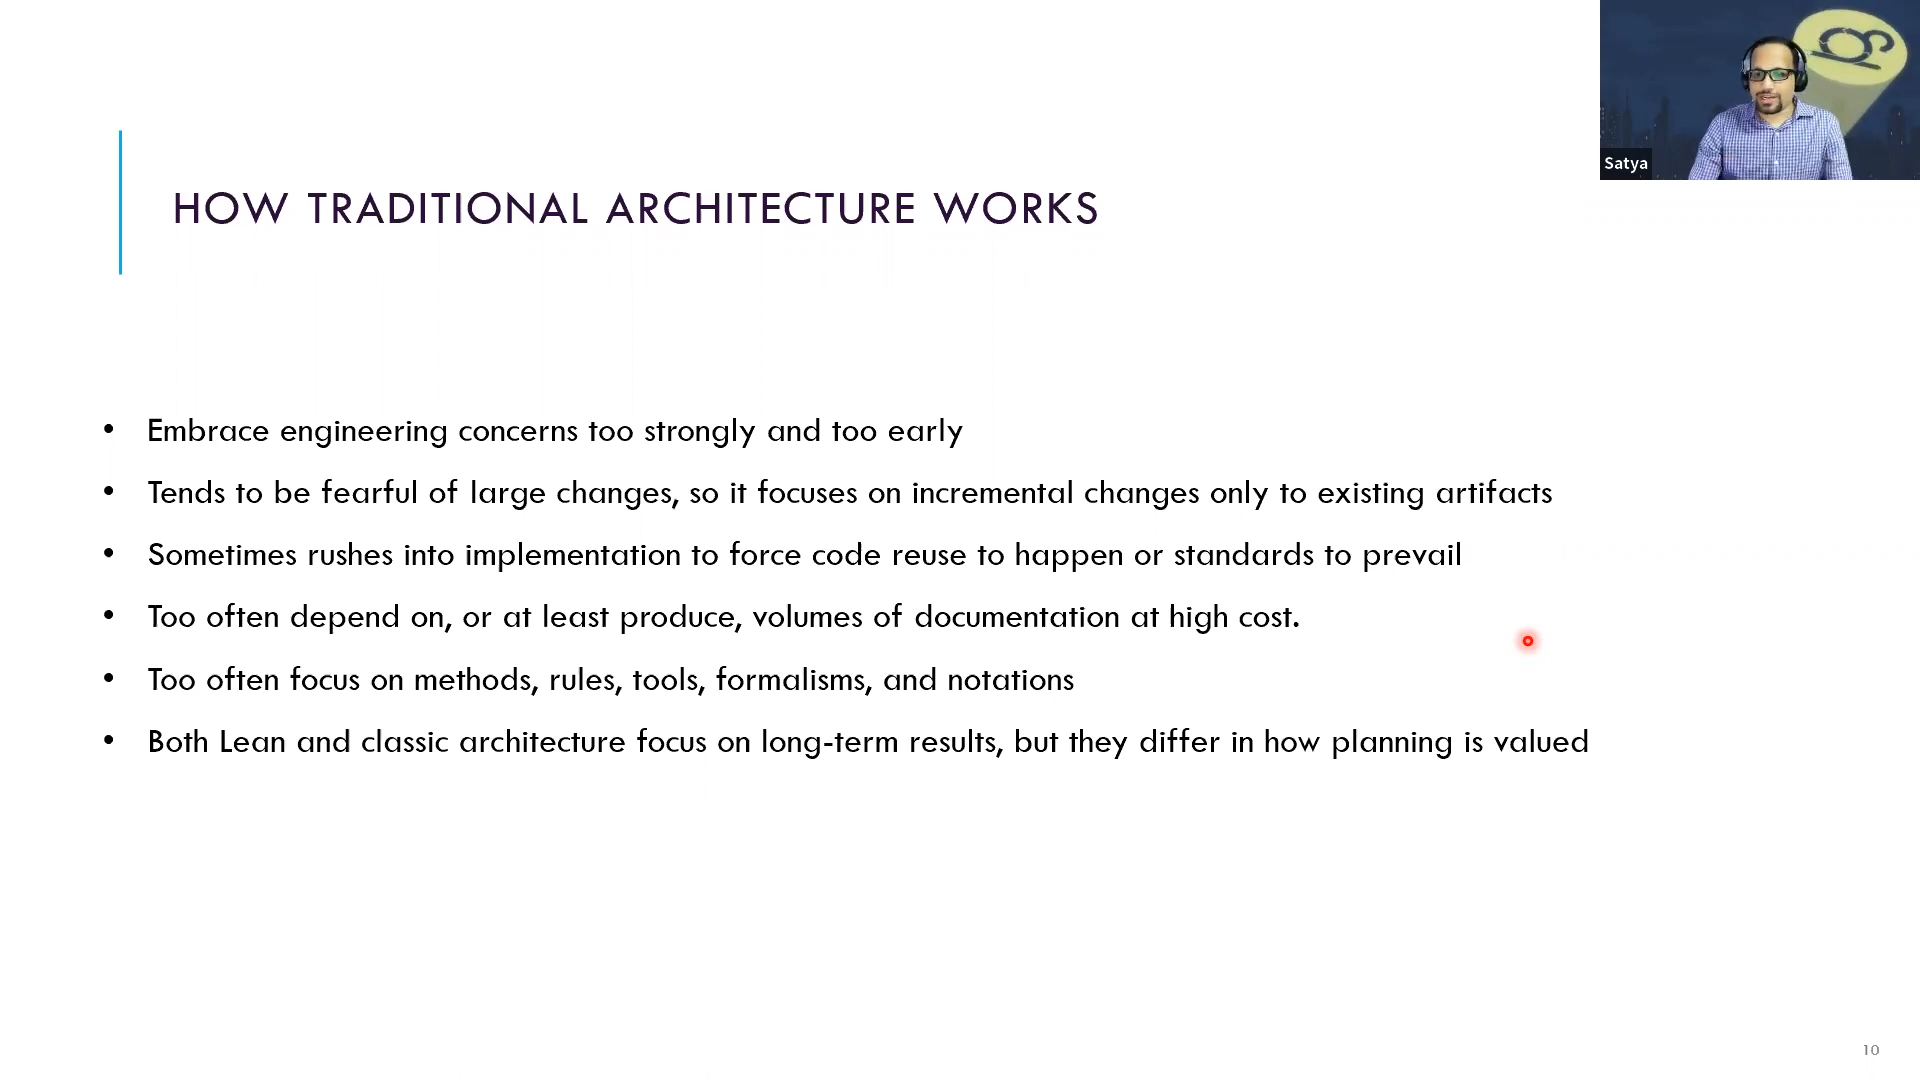 Satya
HOW TRADITIONAL ARCHITECTURE WORKS
• Embrace engineering concerns too strongly and too early
• Tends to be fearful of large changes, so it focuses on incremental changes only to existing artifacts
• Sometimes rushes into implementation to force code reuse to happen or standards to prevail
• Too often depend on, or at least produce, volumes of documentation at high cost.
• Too often focus on methods, rules, tools, formalisms, and notations
• Both Lean and classic architecture focus on long-term results, but they differ in how planning is valued
10